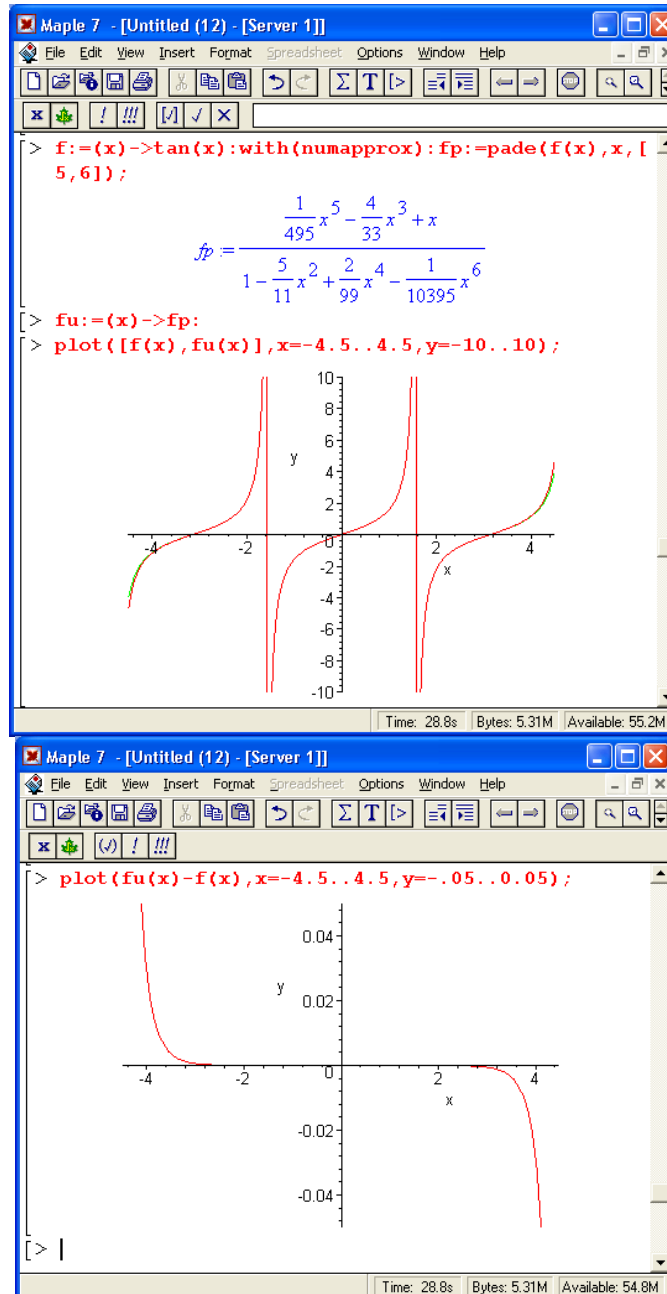 Maple 7 - [Untitled (12) - [Server 1]]
File Edit View Insert Format Spreadsheet Options Window Help
Σ T [>
x ! !!! [√] √ ×
> f:=(x)->tan(x):with(numapprox):fp:=pade(f(x),x,[
5,6]);
fp := (1/495 x^5 - 4/33 x^3 + x) / (1 - 5/11 x^2 + 2/99 x^4 - 1/10395 x^6)
> fu:=(x)->fp:
> plot([f(x),fu(x)],x=-4.5..4.5,y=-10..10);
10
8
6
y
4
2
-4 -2 0 2 4
x
-2
-4
-6
-8
-10
Time: 28.8s Bytes: 5.31M Available: 55.2M
Maple 7 - [Untitled (12) - [Server 1]]
File Edit View Insert Format Spreadsheet Options Window Help
Σ T [>
x (√) ! !!!
> plot(fu(x)-f(x),x=-4.5..4.5,y=-.05..0.05);
0.04
y
0.02
-4 -2 0 2 4
x
-0.02
-0.04
[>
Time: 28.8s Bytes: 5.31M Available: 54.8M